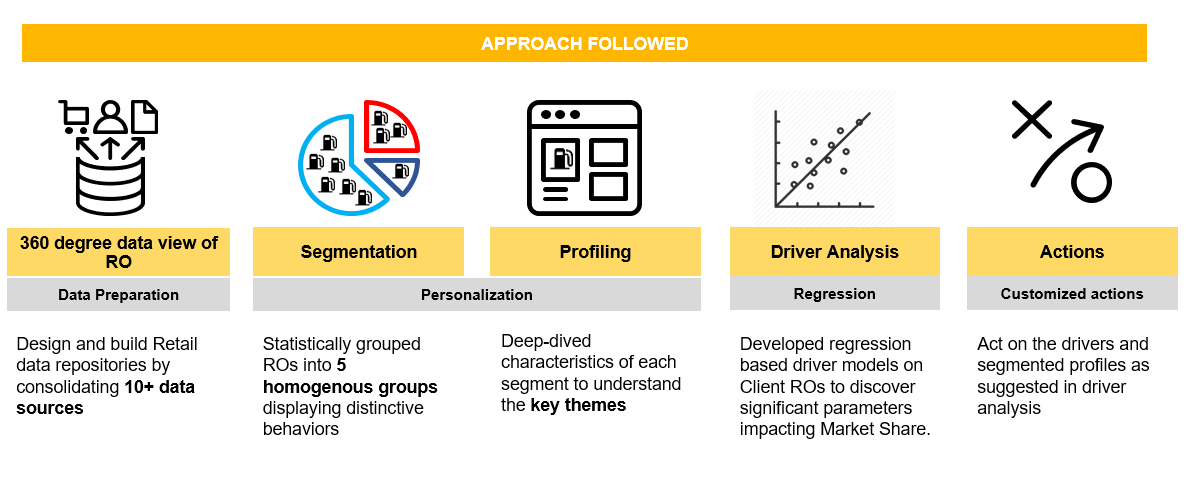 APPROACH FOLLOWED
360 degree data view of
RO
Segmentation
Profiling
Driver Analysis
Actions
Data Preparation
Personalization
Regression
Customized actions
Design and build Retail
data repositories by
consolidating 10+ data
sources
Statistically grouped
ROs into 5
homogenous groups
displaying distinctive
behaviors
Deep-dived
characteristics of each
segment to understand
the key themes
Developed regression
based driver models on
Client ROs to discover
significant parameters
impacting Market Share.
Act on the drivers and
segmented profiles as
suggested in driver
analysis